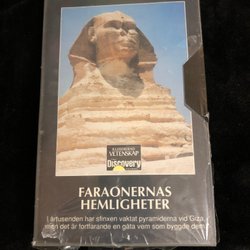 ILLUSTRERAD
VETENSKAP
Discovery
FARAONERNAS
HEMLIGHETER
I årtusenden har sfinxen vaktat pyramiderna vid Giza,
men det är fortfarande en gåta vem som byggde dem?